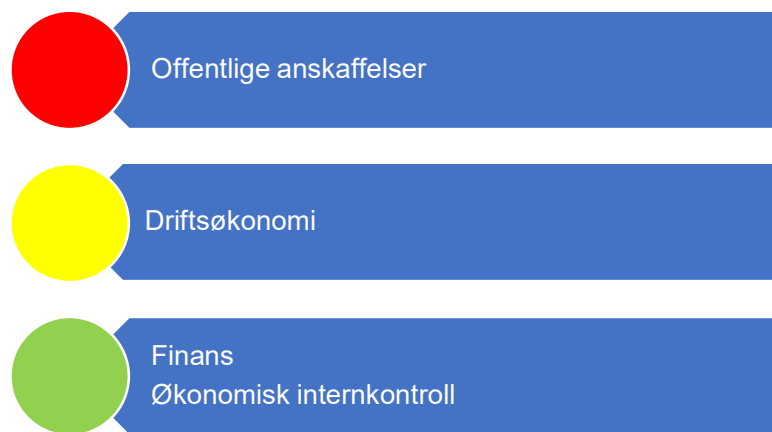 Offentlige anskaffelser
Driftsøkonomi
Finans
Økonomisk internkontroll